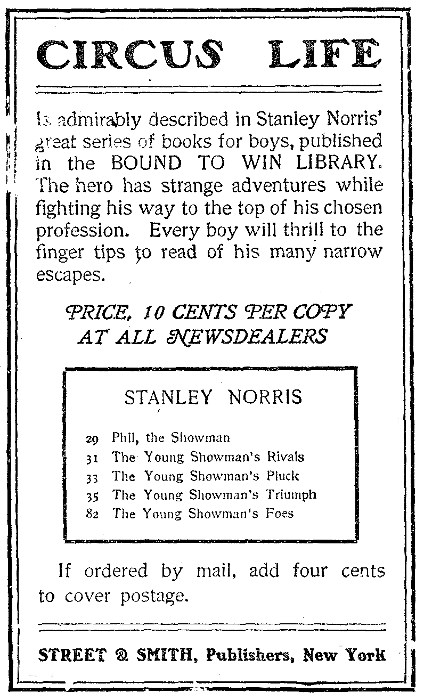 CIRCUS LIFE
Is admirably described in Stanley Norris'
great series of books for boys, published
in the BOUND TO WIN LIBRARY.
The hero has strange adventures while
fighting his way to the top of his chosen
profession. Every boy will thrill to the
finger tips to read of his many narrow
escapes.
PRICE, 10 CENTS PER COPY
AT ALL NEWSDEALERS
STANLEY NORRIS
29 Phil, the Showman
31 The Young Showman's Rivals
33 The Young Showman's Pluck
35 The Young Showman's Triumph
82 The Young Showman's Foes
If ordered by mail, add four cents
to cover postage.
STREET & SMITH, Publishers, New York